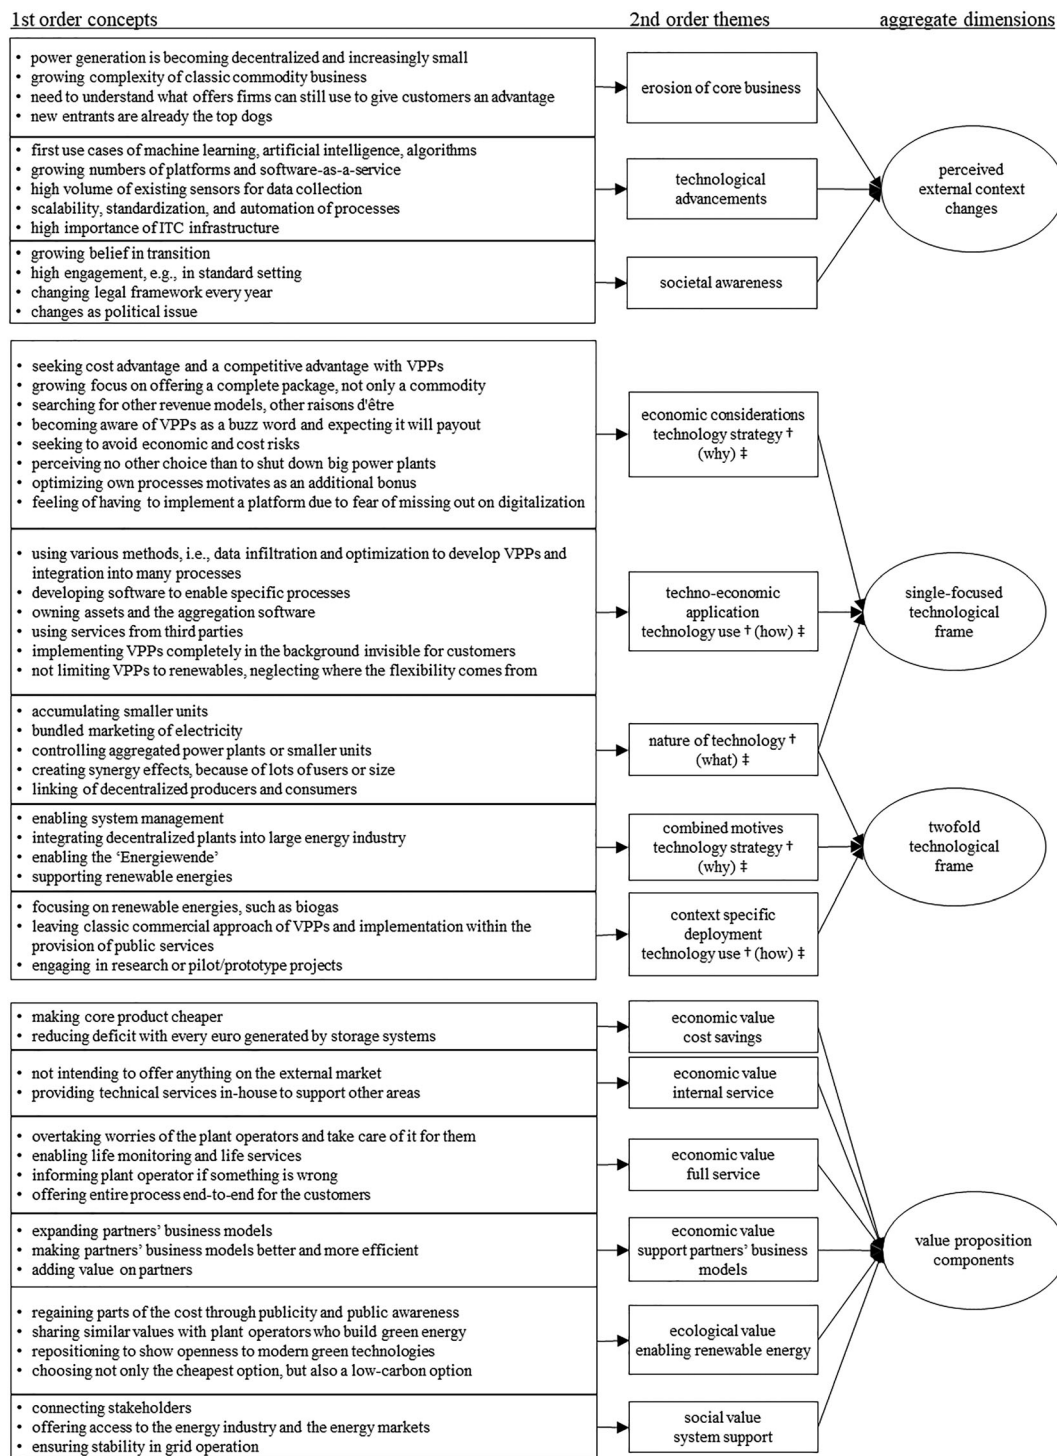 1st order concepts
2nd order themes
aggregate dimensions
• power generation is becoming decentralized and increasingly small
• growing complexity of classic commodity business
• need to understand what offers firms can still use to give customers an advantage
• new entrants are already the top dogs
erosion of core business
• first use cases of machine learning, artificial intelligence, algorithms
• growing numbers of platforms and software-as-a-service
• high volume of existing sensors for data collection
• scalability, standardization, and automation of processes
• high importance of ITC infrastructure
technological
advancements
• growing belief in transition
• high engagement, e.g., in standard setting
• changing legal framework every year
• changes as political issue
societal awareness
perceived
external context
changes
• seeking cost advantage and a competitive advantage with VPPs
• growing focus on offering a complete package, not only a commodity
• searching for other revenue models, other raisons d'être
• becoming aware of VPPs as a buzz word and expecting it will payout
• seeking to avoid economic and cost risks
• perceiving no other choice than to shut down big power plants
• optimizing own processes motivates as an additional bonus
• feeling of having to implement a platform due to fear of missing out on digitalization
economic considerations
technology strategy †
(why) ‡
• using various methods, i.e., data infiltration and optimization to develop VPPs and
integration into many processes
• developing software to enable specific processes
• owning assets and the aggregation software
• using services from third parties
• implementing VPPs completely in the background invisible for customers
• not limiting VPPs to renewables, neglecting where the flexibility comes from
techno-economic
application
technology use † (how) ‡
single-focused
technological
frame
• accumulating smaller units
• bundled marketing of electricity
• controlling aggregated power plants or smaller units
• creating synergy effects, because of lots of users or size
• linking of decentralized producers and consumers
nature of technology †
(what) ‡
• enabling system management
• integrating decentralized plants into large energy industry
• enabling the ‘Energiewende’
• supporting renewable energies
combined motives
technology strategy †
(why) ‡
twofold
technological
frame
• focusing on renewable energies, such as biogas
• leaving classic commercial approach of VPPs and implementation within the
provision of public services
• engaging in research or pilot/prototype projects
context specific
deployment
technology use † (how) ‡
• making core product cheaper
• reducing deficit with every euro generated by storage systems
economic value
cost savings
• not intending to offer anything on the external market
• providing technical services in-house to support other areas
economic value
internal service
• overtaking worries of the plant operators and take care of it for them
• enabling life monitoring and life services
• informing plant operator if something is wrong
• offering entire process end-to-end for the customers
economic value
full service
• expanding partners’ business models
• making partners’ business models better and more efficient
• adding value on partners
economic value
support partners’ business
models
value proposition
components
• regaining parts of the cost through publicity and public awareness
• sharing similar values with plant operators who build green energy
• repositioning to show openness to modern green technologies
• choosing not only the cheapest option, but also a low-carbon option
ecological value
enabling renewable energy
• connecting stakeholders
• offering access to the energy industry and the energy markets
• ensuring stability in grid operation
social value
system support